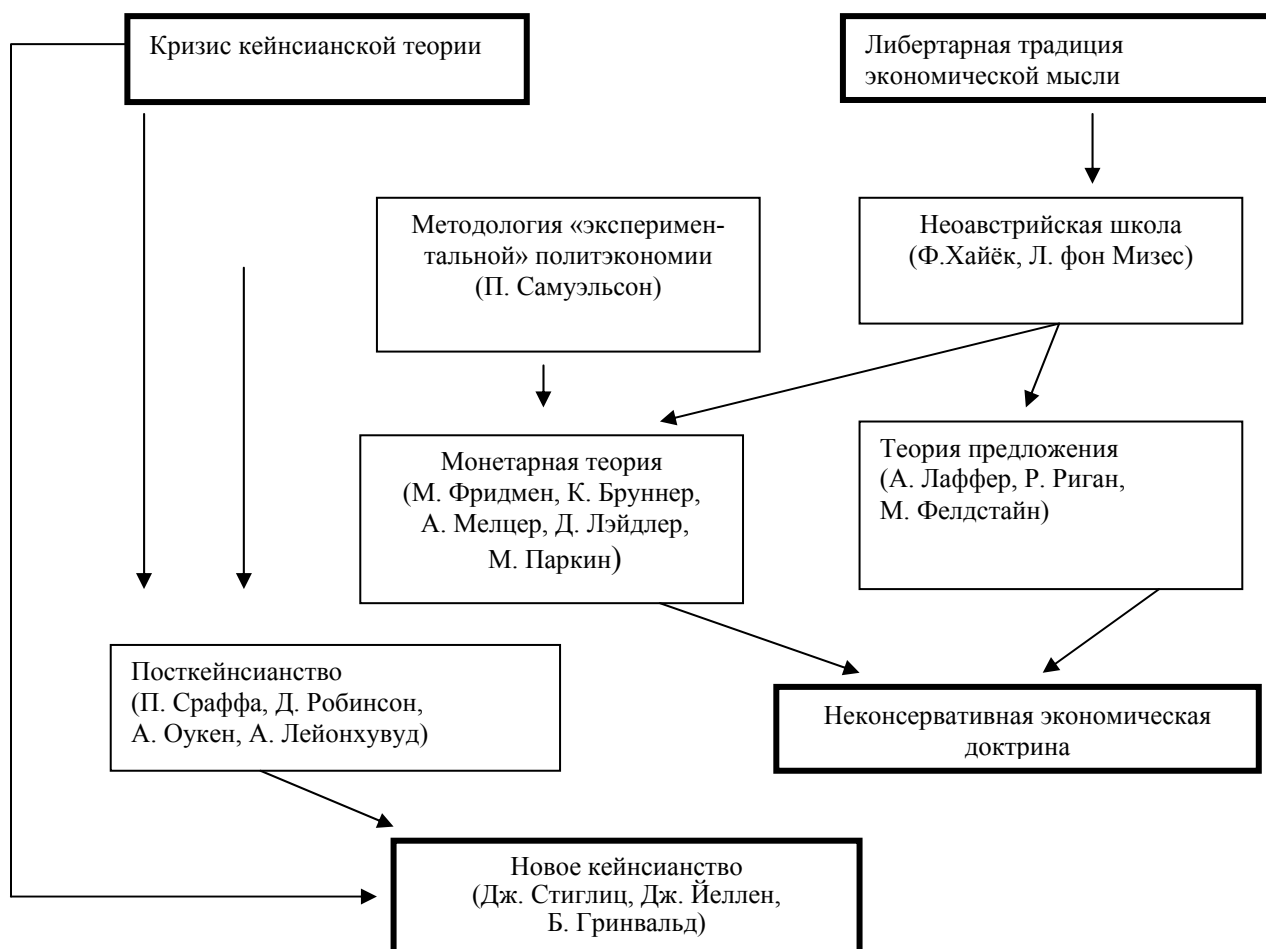 Кризис кейнсианской теории
Либертарная традиция
экономической мысли
Методология «эксперимен-
тальной» политэкономии
(П. Самуэльсон)
Неоавстрийская школа
(Ф.Хайёк, Л. фон Мизес)
Монетарная теория
(М. Фридмен, К. Бруннер,
А. Мелцер, Д. Лэйдлер,
М. Паркин)
Теория предложения
(А. Лаффер, Р. Риган,
М. Фелдстайн)
Посткейнсианство
(П. Сраффа, Д. Робинсон,
А. Оукен, А. Лейонхувуд)
Неконсервативная экономическая
доктрина
Новое кейнсианство
(Дж. Стиглиц, Дж. Йеллен,
Б. Гринвальд)